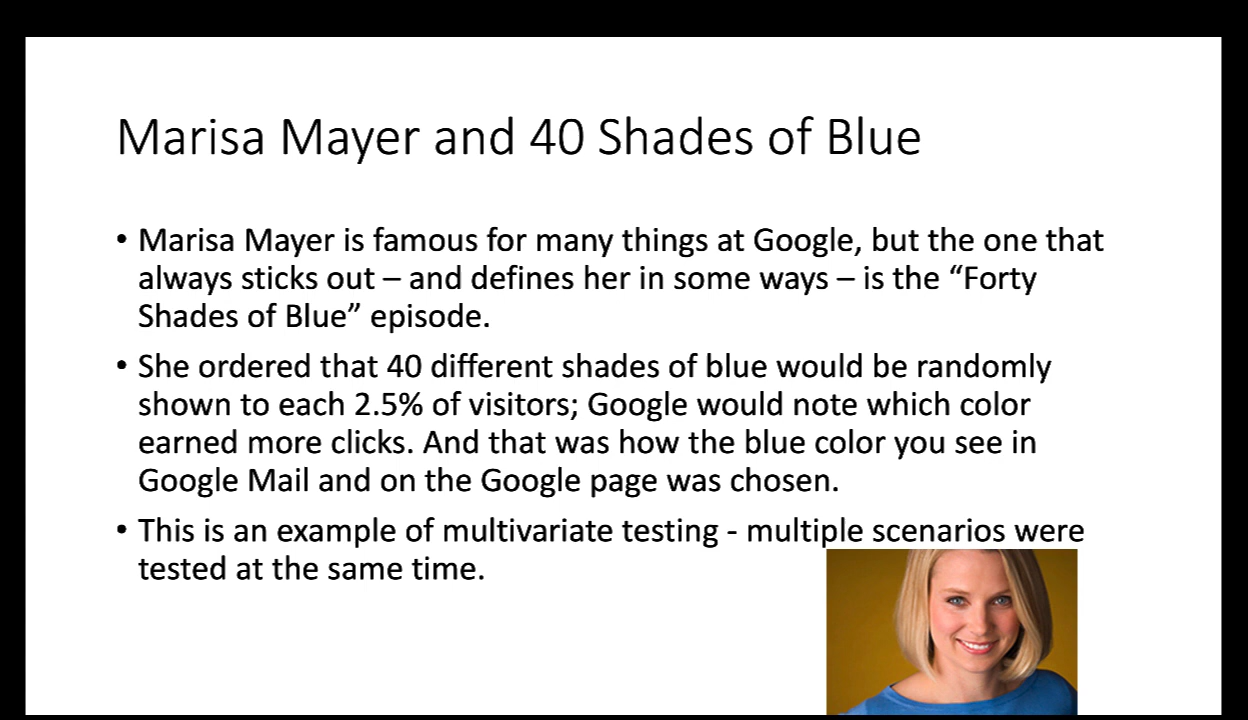 Marisa Mayer and 40 Shades of Blue
• Marisa Mayer is famous for many things at Google, but the one that
always sticks out – and defines her in some ways – is the “Forty
Shades of Blue” episode.
• She ordered that 40 different shades of blue would be randomly
shown to each 2.5% of visitors; Google would note which color
earned more clicks. And that was how the blue color you see in
Google Mail and on the Google page was chosen.
• This is an example of multivariate testing - multiple scenarios were
tested at the same time.